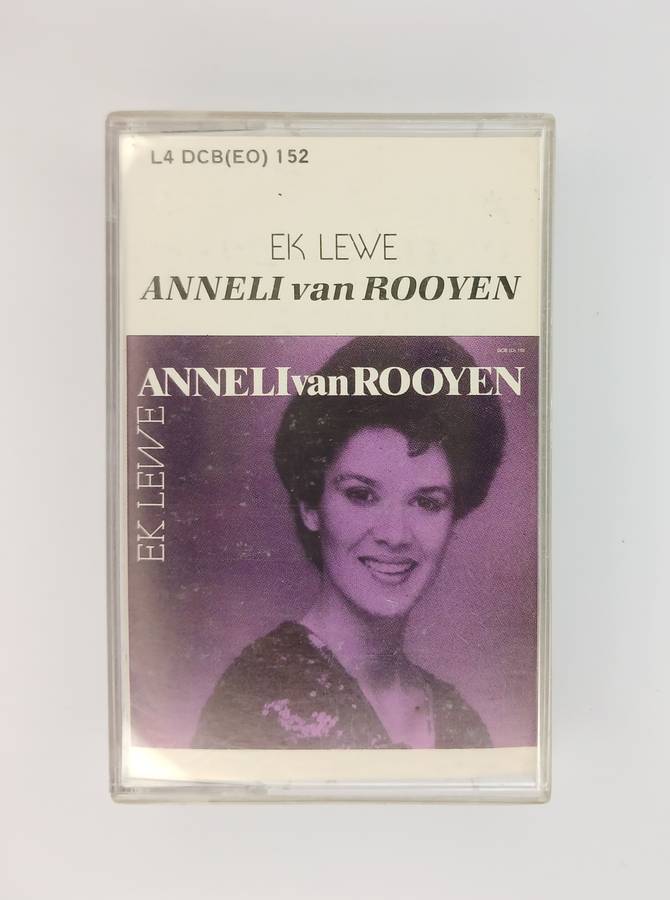 L4 DCB(EO) 152
EK LEWE
ANNELI van ROOYEN
ANNELI van ROOYEN
EK LEWE